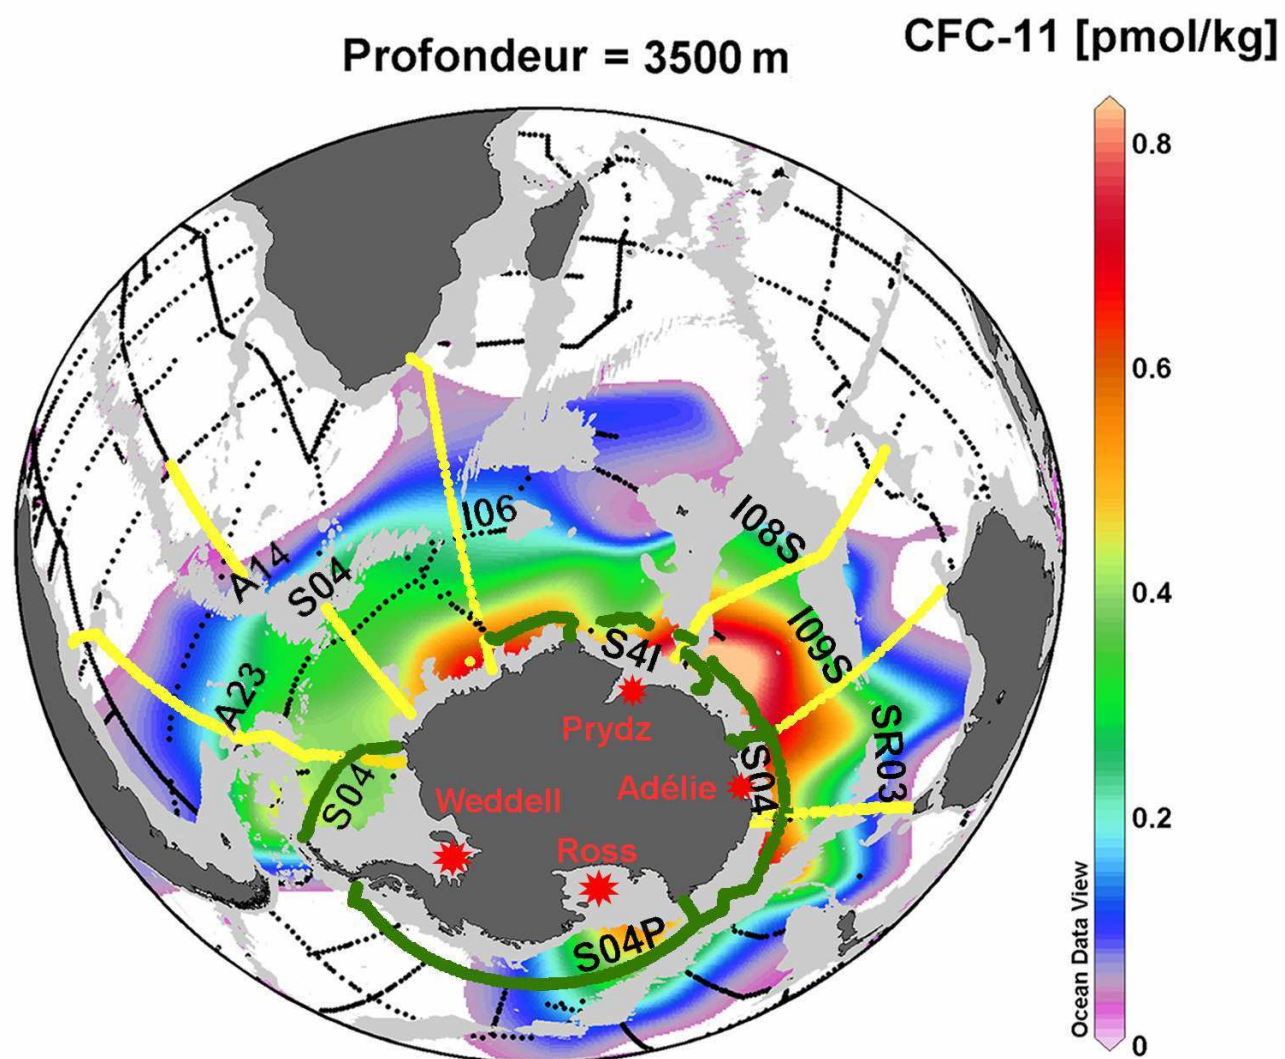 CFC-11 [pmol/kg]
Profondeur = 3500 m
0.8
0.6
0.4
0.2
0
I06
I08S
A14
S04
I09S
S4I
A23
Prydz
SR03
S04
S04
Adélie
Weddell
Ross
S04P
Ocean Data View